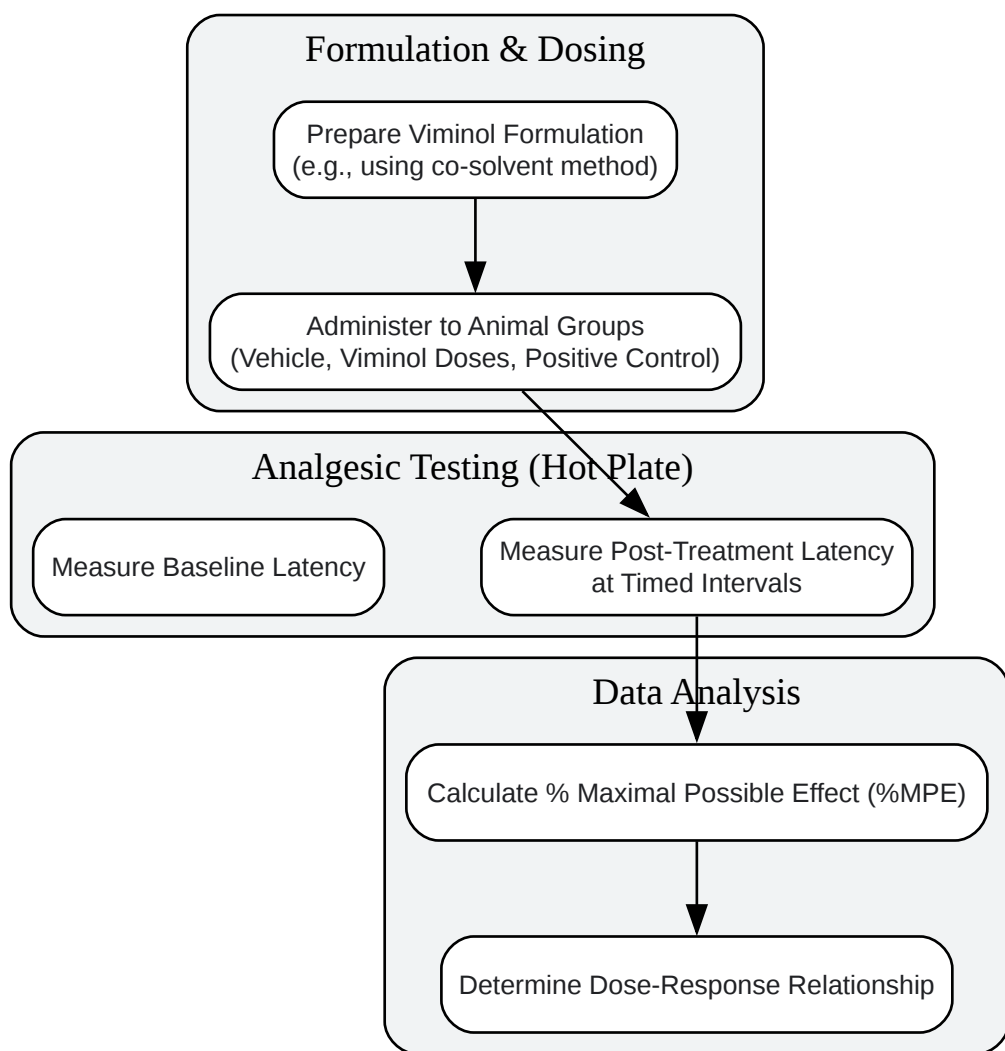 Formulation & Dosing
Prepare Viminol Formulation
(e.g., using co-solvent method)
Administer to Animal Groups
(Vehicle, Viminol Doses, Positive Control)
Analgesic Testing (Hot Plate)
Measure Baseline Latency
Measure Post-Treatment Latency
at Timed Intervals
Data Analysis
Calculate % Maximal Possible Effect (%MPE)
Determine Dose-Response Relationship